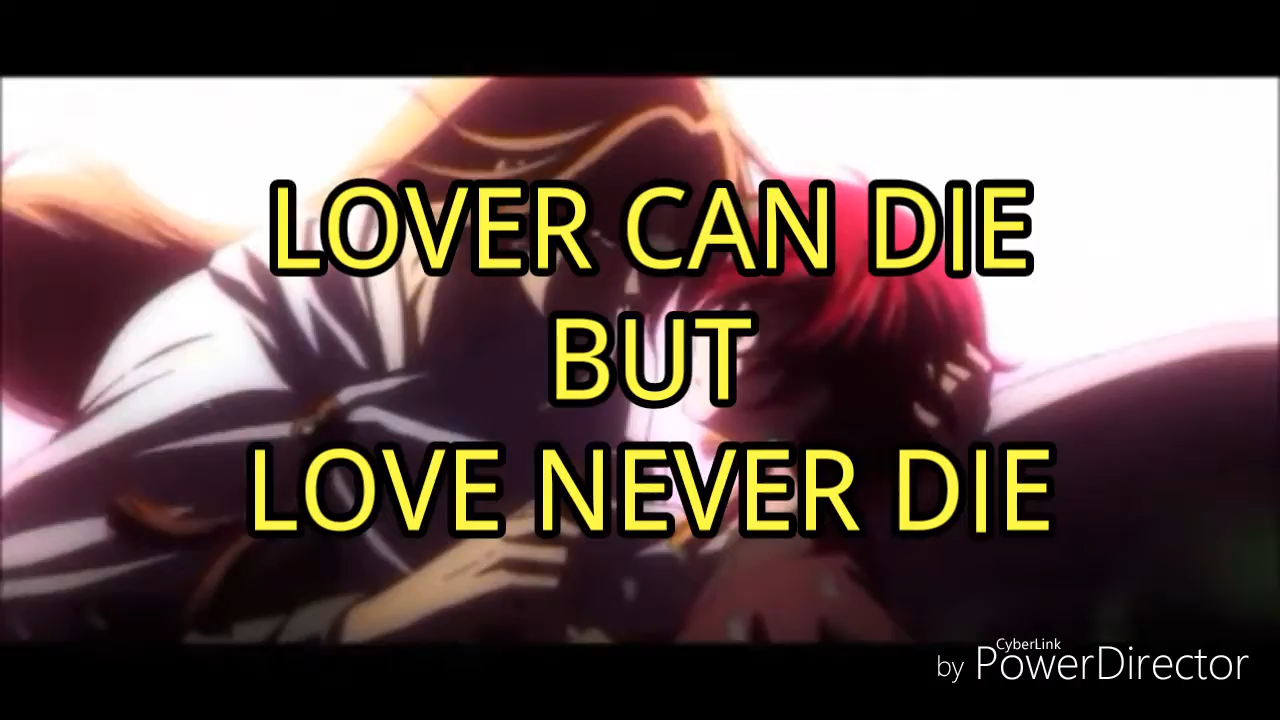 LOVER CAN DIE
BUT
LOVE NEVER DIE
CyberLink
by PowerDirector